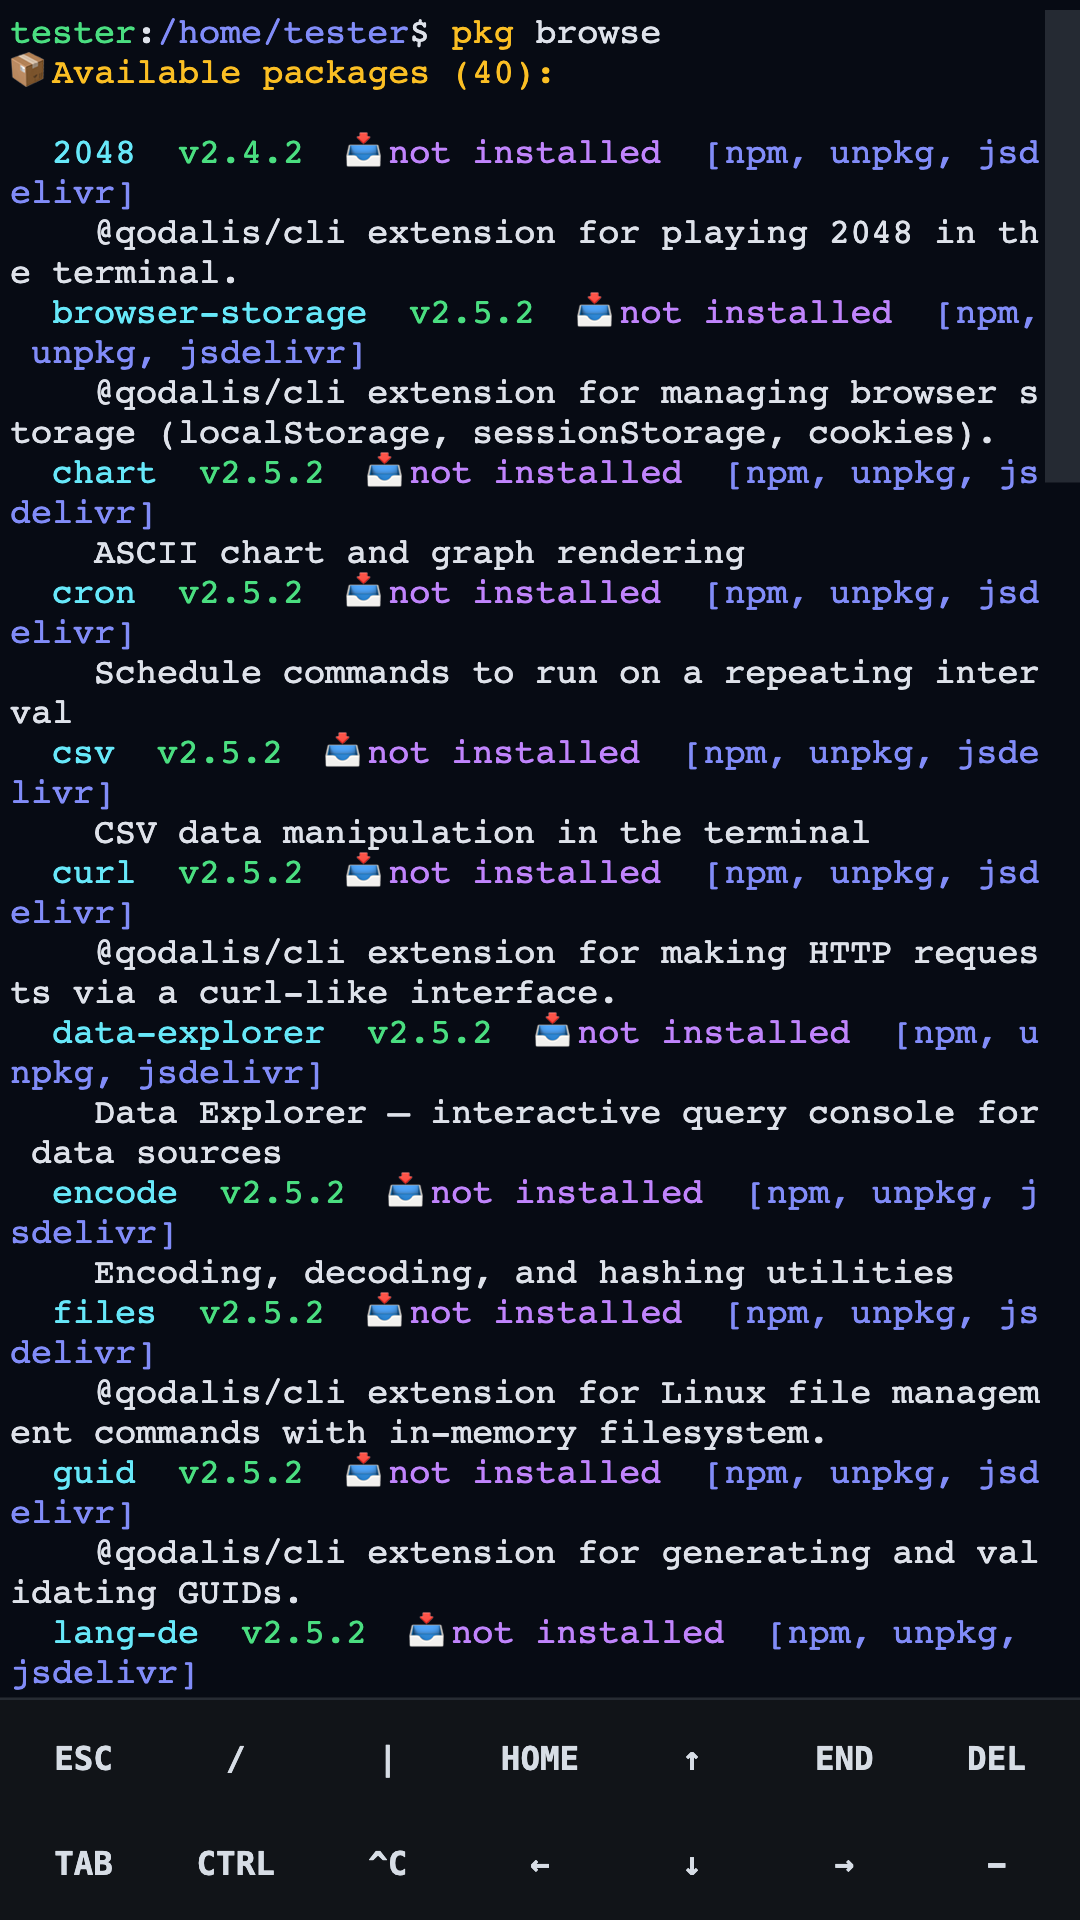 tester:/home/tester$ pkg browse
📦Available packages (40):
2048  v2.4.2  📥not installed  [npm, unpkg, jsd
elivr]
@qodalis/cli extension for playing 2048 in th
e terminal.
browser-storage  v2.5.2  📥not installed  [npm,
unpkg, jsdelivr]
@qodalis/cli extension for managing browser s
torage (localStorage, sessionStorage, cookies).
chart  v2.5.2  📥not installed  [npm, unpkg, js
delivr]
ASCII chart and graph rendering
cron  v2.5.2  📥not installed  [npm, unpkg, jsd
elivr]
Schedule commands to run on a repeating inter
val
csv  v2.5.2  📥not installed  [npm, unpkg, jsde
livr]
CSV data manipulation in the terminal
curl  v2.5.2  📥not installed  [npm, unpkg, jsd
elivr]
@qodalis/cli extension for making HTTP reques
ts via a curl-like interface.
data-explorer  v2.5.2  📥not installed  [npm, u
npkg, jsdelivr]
Data Explorer — interactive query console for
data sources
encode  v2.5.2  📥not installed  [npm, unpkg, j
sdelivr]
Encoding, decoding, and hashing utilities
files  v2.5.2  📥not installed  [npm, unpkg, js
delivr]
@qodalis/cli extension for Linux file managem
ent commands with in-memory filesystem.
guid  v2.5.2  📥not installed  [npm, unpkg, jsd
elivr]
@qodalis/cli extension for generating and val
idating GUIDs.
lang-de  v2.5.2  📥not installed  [npm, unpkg,
jsdelivr]
ESC / | HOME ↑ END DEL
TAB CTRL ^C ← ↓ → −